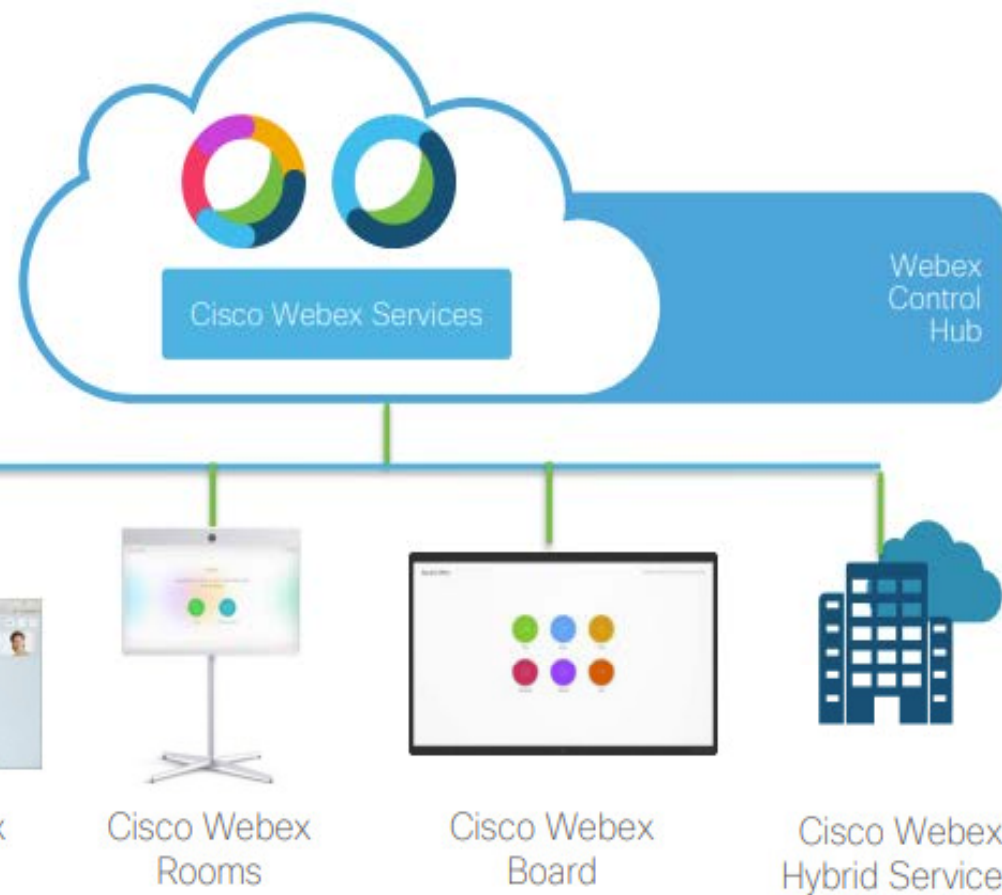 Webex
Control
Hub
Cisco Webex Services
x
Cisco Webex
Rooms
Cisco Webex
Board
Cisco Webex
Hybrid Service